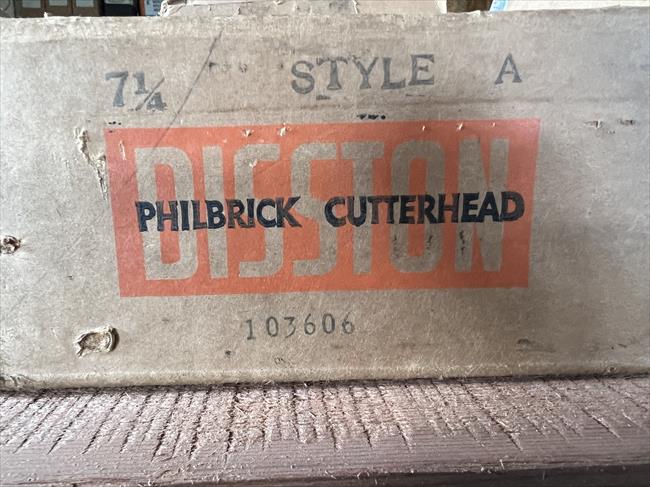 7¼ STYLE A
DISSTON
PHILBRICK CUTTERHEAD
103606